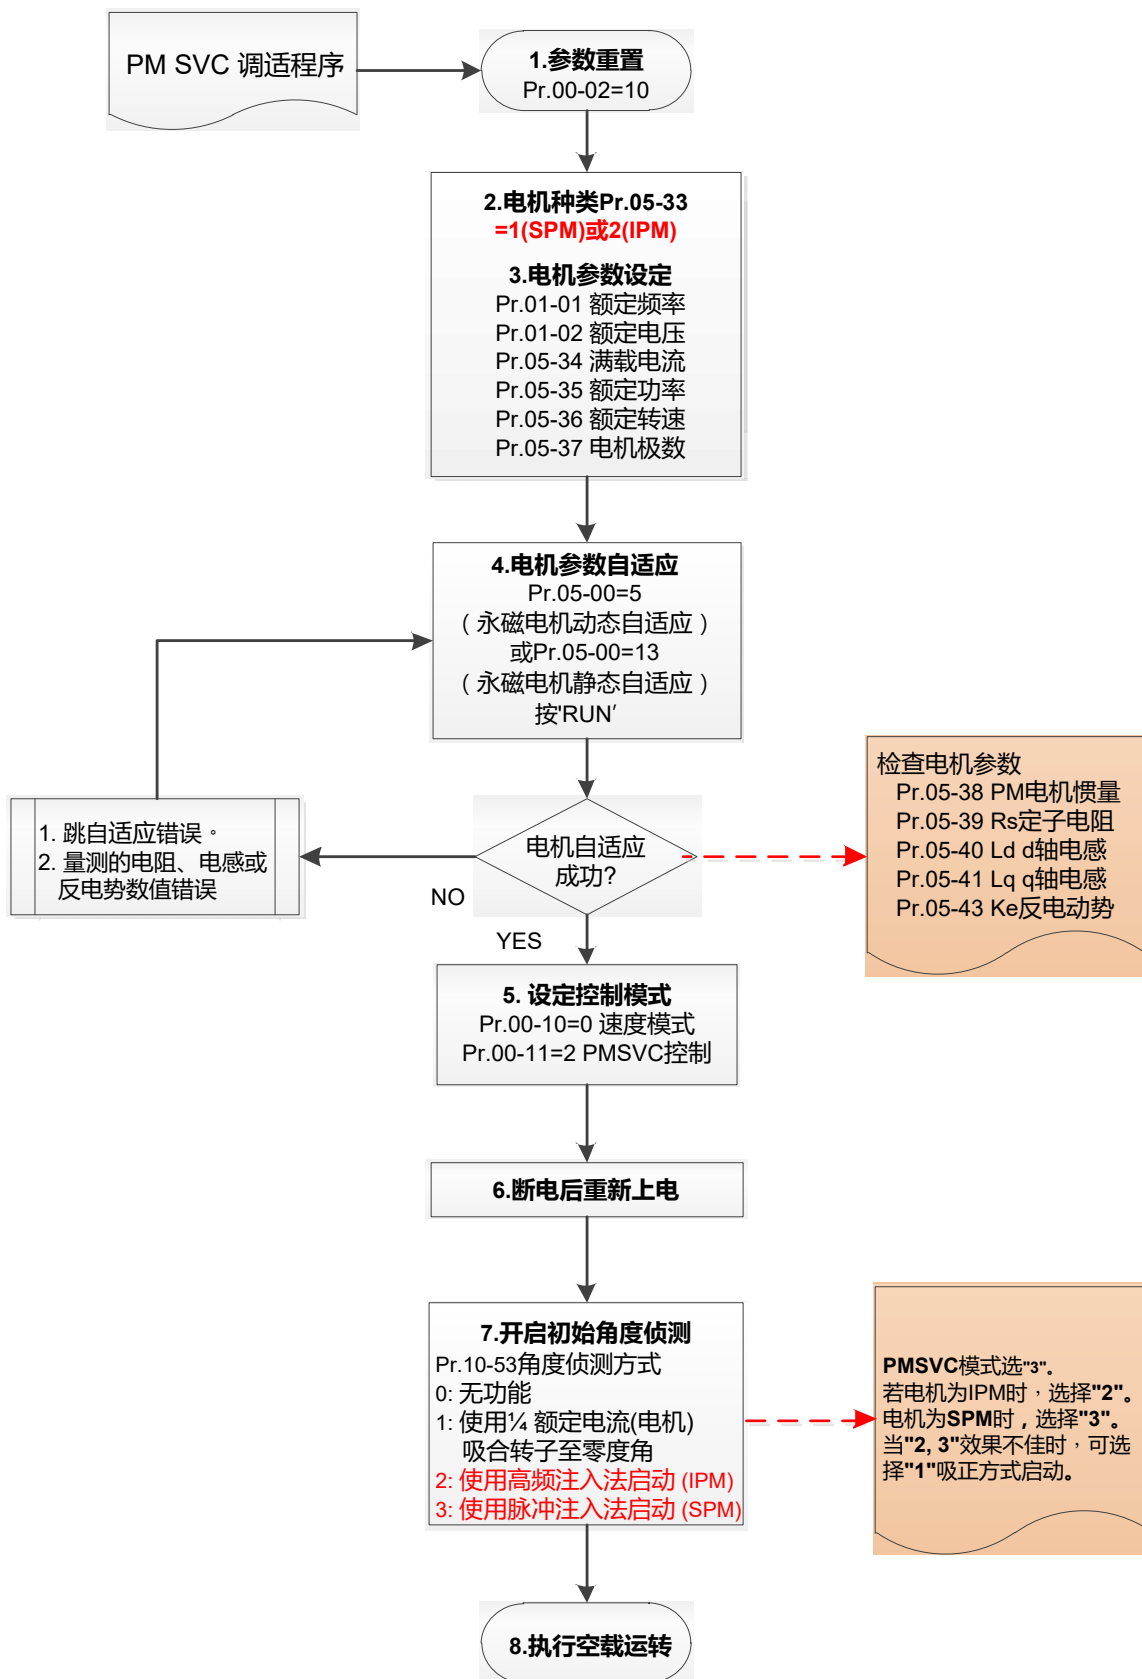 PM SVC 调适程序
1.参数重置
Pr.00-02=10
2.电机种类Pr.05-33
=1(SPM)或2(IPM)
3.电机参数设定
Pr.01-01 额定频率
Pr.01-02 额定电压
Pr.05-34 满载电流
Pr.05-35 额定功率
Pr.05-36 额定转速
Pr.05-37 电机极数
4.电机参数自适应
Pr.05-00=5
（永磁电机动态自适应）
或Pr.05-00=13
（永磁电机静态自适应）
按'RUN′
电机自适应
成功?
NO
YES
1. 跳自适应错误。
2. 量测的电阻、电感或
反电势数值错误
检查电机参数
Pr.05-38 PM电机惯量
Pr.05-39 Rs定子电阻
Pr.05-40 Ld d轴电感
Pr.05-41 Lq q轴电感
Pr.05-43 Ke反电动势
5. 设定控制模式
Pr.00-10=0 速度模式
Pr.00-11=2 PMSVC控制
6.断电后重新上电
7.开启初始角度侦测
Pr.10-53角度侦测方式
0: 无功能
1: 使用¼ 额定电流(电机)
吸合转子至零度角
2: 使用高频注入法启动 (IPM)
3: 使用脉冲注入法启动 (SPM)
PMSVC模式选"3"。
若电机为IPM时，选择"2"。
电机为SPM时，选择"3"。
当"2, 3"效果不佳时，可选
择"1"吸正方式启动。
8.执行空载运转